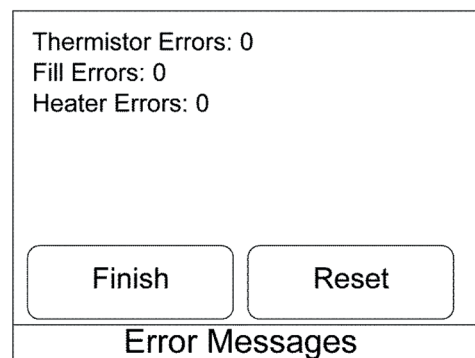 Thermistor Errors: 0
Fill Errors: 0
Heater Errors: 0
Finish
Reset
Error Messages